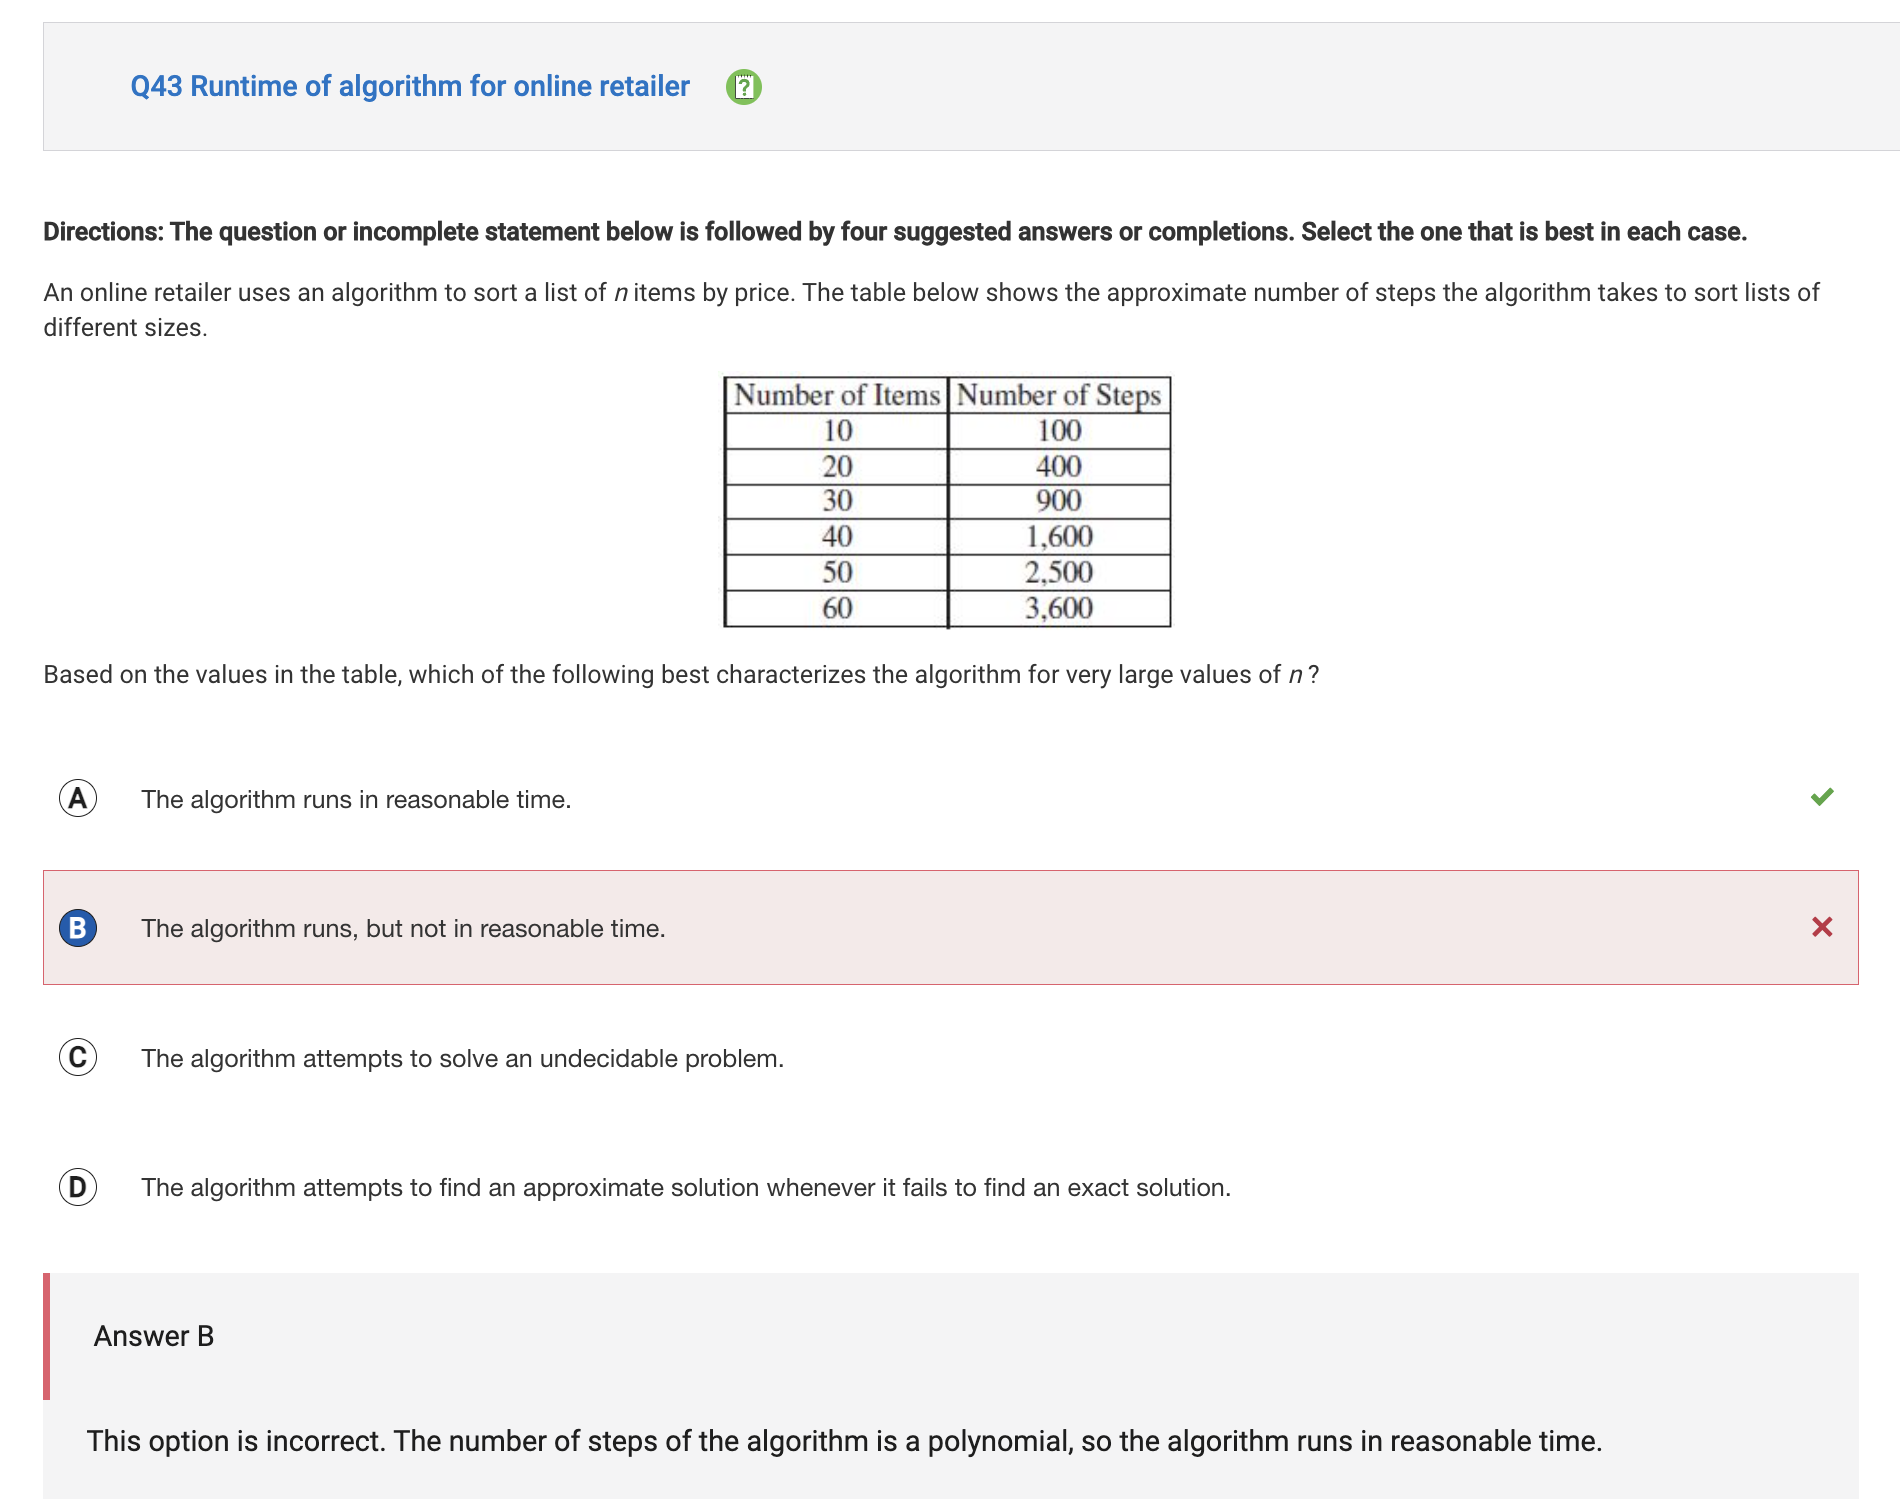 Q43 Runtime of algorithm for online retailer ?
Directions: The question or incomplete statement below is followed by four suggested answers or completions. Select the one that is best in each case.
An online retailer uses an algorithm to sort a list of n items by price. The table below shows the approximate number of steps the algorithm takes to sort lists of
different sizes.
Number of Items Number of Steps
10 100
20 400
30 900
40 1,600
50 2,500
60 3,600
Based on the values in the table, which of the following best characterizes the algorithm for very large values of n ?
A The algorithm runs in reasonable time.
B The algorithm runs, but not in reasonable time.
C The algorithm attempts to solve an undecidable problem.
D The algorithm attempts to find an approximate solution whenever it fails to find an exact solution.
Answer B
This option is incorrect. The number of steps of the algorithm is a polynomial, so the algorithm runs in reasonable time.